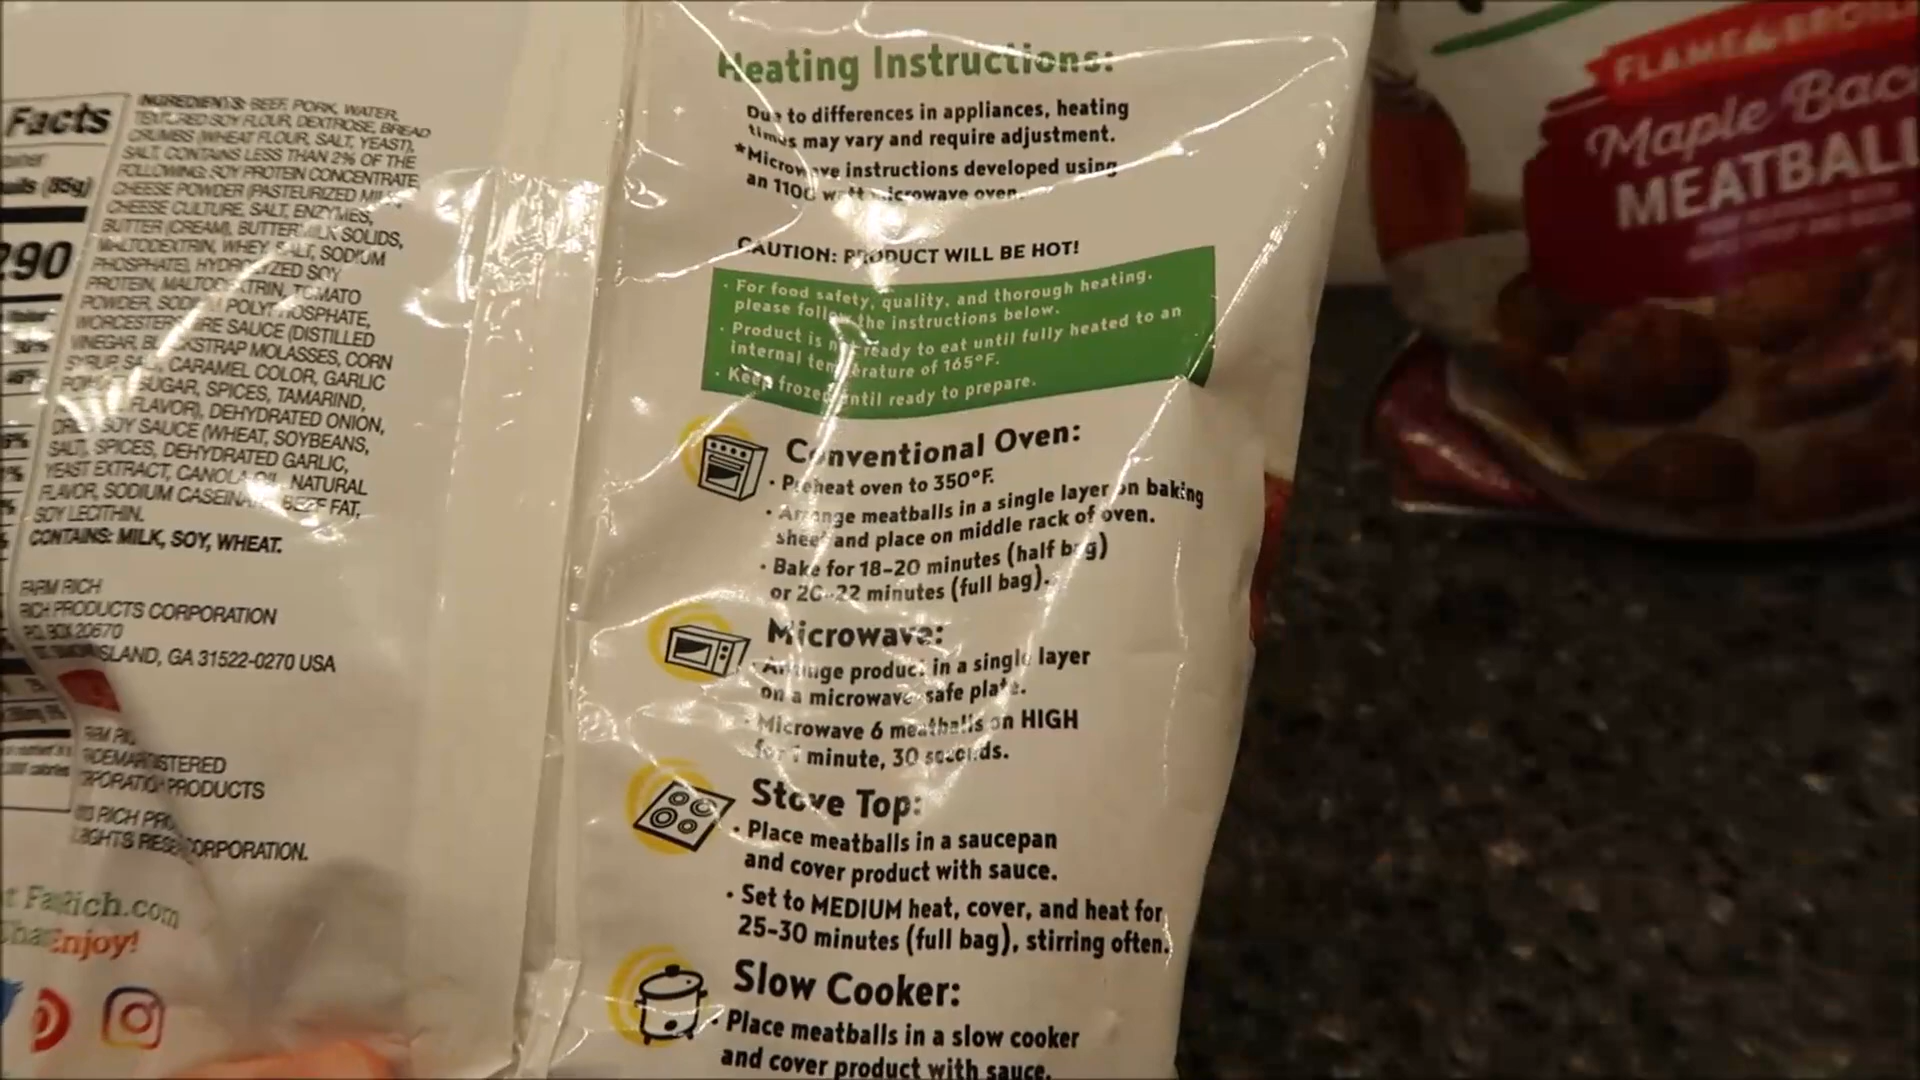 Facts
(85g)
290
INGREDIENTS: BEEF, PORK, WATER,
TEXTURED SOY FLOUR, DEXTROSE, BREAD
CRUMBS (WHEAT FLOUR, SALT, YEAST),
SALT, CONTAINS LESS THAN 2% OF THE
FOLLOWING: SOY PROTEIN CONCENTRATE,
CHEESE POWDER (PASTEURIZED MILK,
CHEESE CULTURE, SALT, ENZYMES,
BUTTER (CREAM), BUTTERMILK SOLIDS,
MALTODEXTRIN, WHEY, SALT, SODIUM
PHOSPHATE), HYDROLYZED SOY
PROTEIN, MALTODEXTRIN, TOMATO
POWDER, SODIUM POLYPHOSPHATE,
WORCESTERSHIRE SAUCE (DISTILLED
VINEGAR, BLACKSTRAP MOLASSES, CORN
SYRUP, SALT, CARAMEL COLOR, GARLIC
POWDER, SUGAR, SPICES, TAMARIND,
FLAVOR), DEHYDRATED ONION,
DRIED SOY SAUCE (WHEAT, SOYBEANS,
SALT), SPICES, DEHYDRATED GARLIC,
YEAST EXTRACT, CANOLA OIL, NATURAL
FLAVOR, SODIUM CASEINATE, BEEF FAT,
SOY LECITHIN.
CONTAINS: MILK, SOY, WHEAT.
FARM RICH
RICH PRODUCTS CORPORATION
P.O. BOX 20670
ISLAND, GA 31522-0270 USA
PRODUCTS
RICH
CORPORATION.
FarmRich.com
Enjoy!
Heating Instructions:
Due to differences in appliances, heating
times may vary and require adjustment.
*Microwave instructions developed using
an 1100 watt microwave oven.
CAUTION: PRODUCT WILL BE HOT!
• For food safety, quality, and thorough heating,
please follow the instructions below.
• Product is not ready to eat until fully heated to an
internal temperature of 165°F.
• Keep frozen until ready to prepare.
Conventional Oven:
• Preheat oven to 350°F.
• Arrange meatballs in a single layer on baking
sheet and place on middle rack of oven.
• Bake for 18-20 minutes (half bag)
or 20-22 minutes (full bag).
Microwave:
• Arrange product in a single layer
on a microwave-safe plate.
• Microwave 6 meatballs on HIGH
for 1 minute, 30 seconds.
Stove Top:
• Place meatballs in a saucepan
and cover product with sauce.
• Set to MEDIUM heat, cover, and heat for
25-30 minutes (full bag), stirring often.
Slow Cooker:
• Place meatballs in a slow cooker
and cover product with sauce.
FLAME BROIL
Maple Bac
MEATBALL